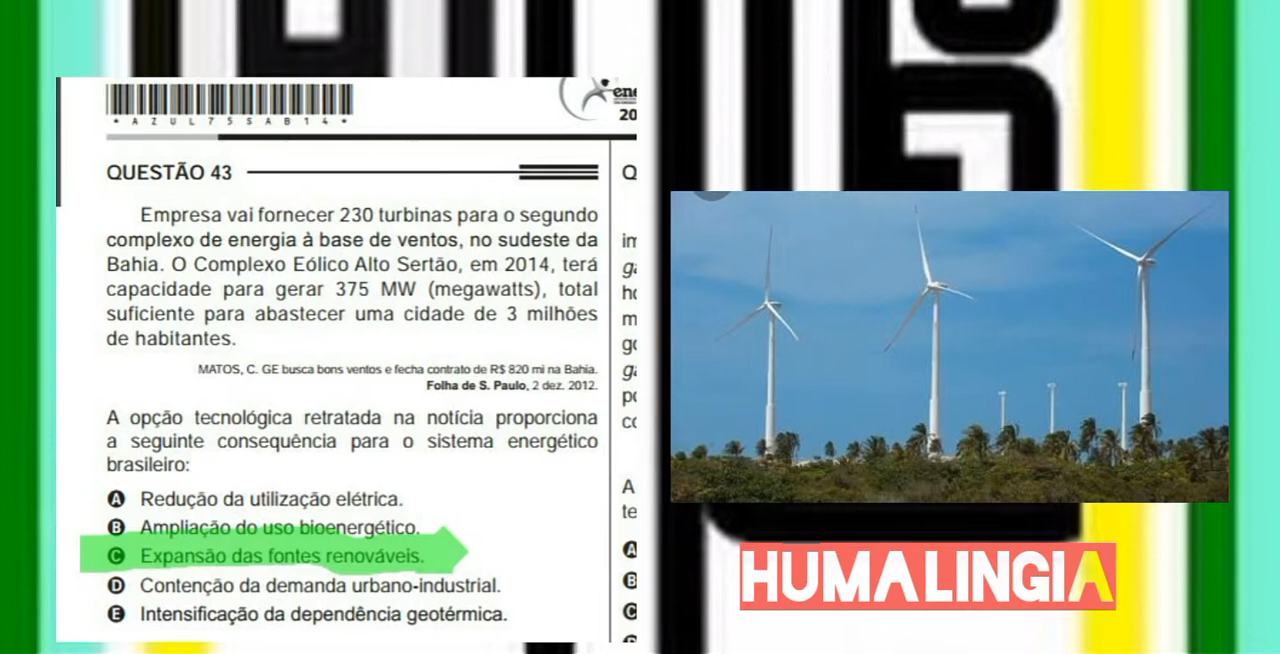 * A Z U L 7 5 S A B 1 4 *
ene
20
QUESTÃO 43
Empresa vai fornecer 230 turbinas para o segundo
complexo de energia à base de ventos, no sudeste da
Bahia. O Complexo Eólico Alto Sertão, em 2014, terá
capacidade para gerar 375 MW (megawatts), total
suficiente para abastecer uma cidade de 3 milhões
de habitantes.
MATOS, C. GE busca bons ventos e fecha contrato de R$ 820 mi na Bahia.
Folha de S. Paulo, 2 dez. 2012.
A opção tecnológica retratada na notícia proporciona
a seguinte consequência para o sistema energético
brasileiro:
A Redução da utilização elétrica.
B Ampliação do uso bioenergético.
C Expansão das fontes renováveis.
D Contenção da demanda urbano-industrial.
E Intensificação da dependência geotérmica.
Q
A
te
A
B
C
HUMALINGIA